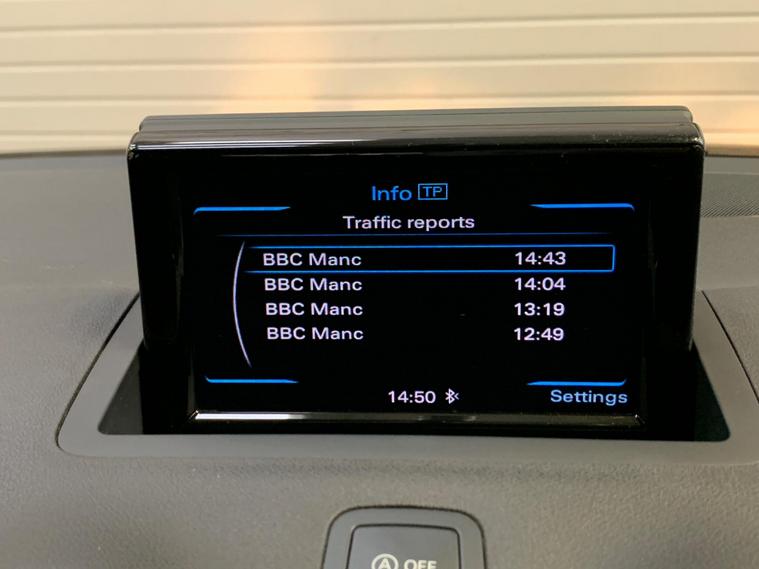 Info TP
Traffic reports
BBC Manc 14:43
BBC Manc 14:04
BBC Manc 13:19
BBC Manc 12:49
14:50 Settings
A OFF